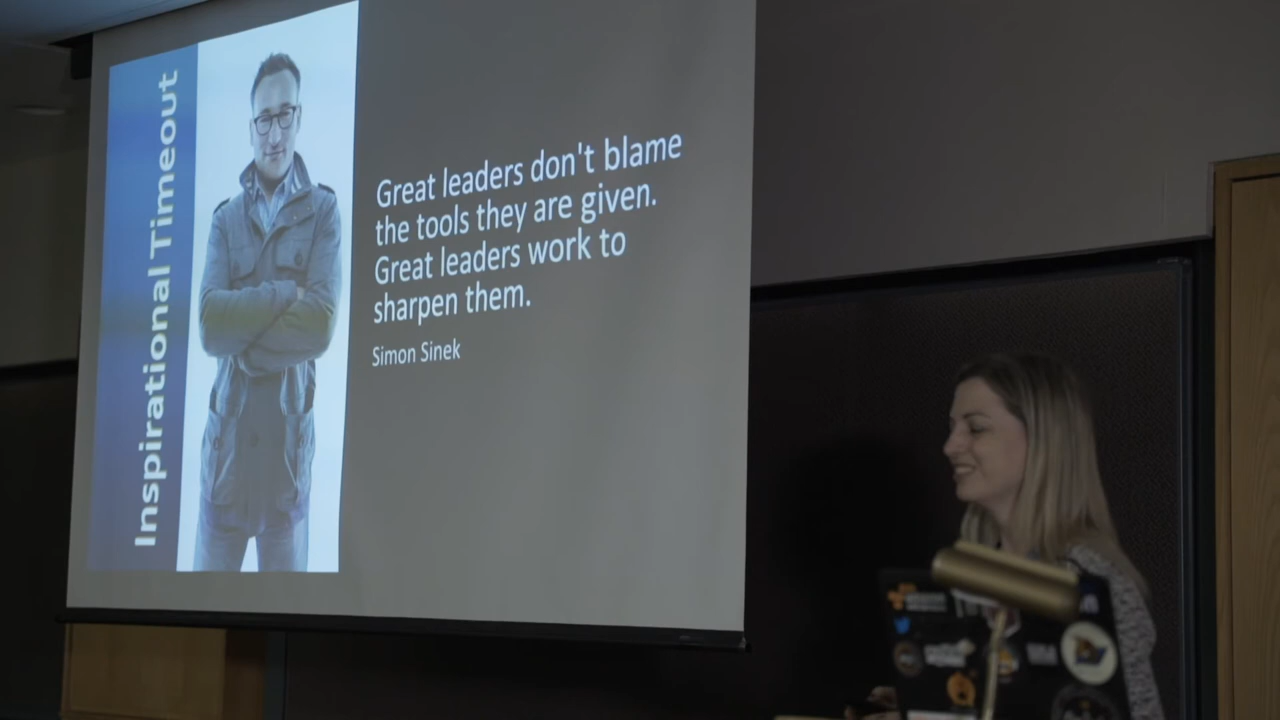 Inspirational Timeout
Great leaders don't blame
the tools they are given.
Great leaders work to
sharpen them.
Simon Sinek